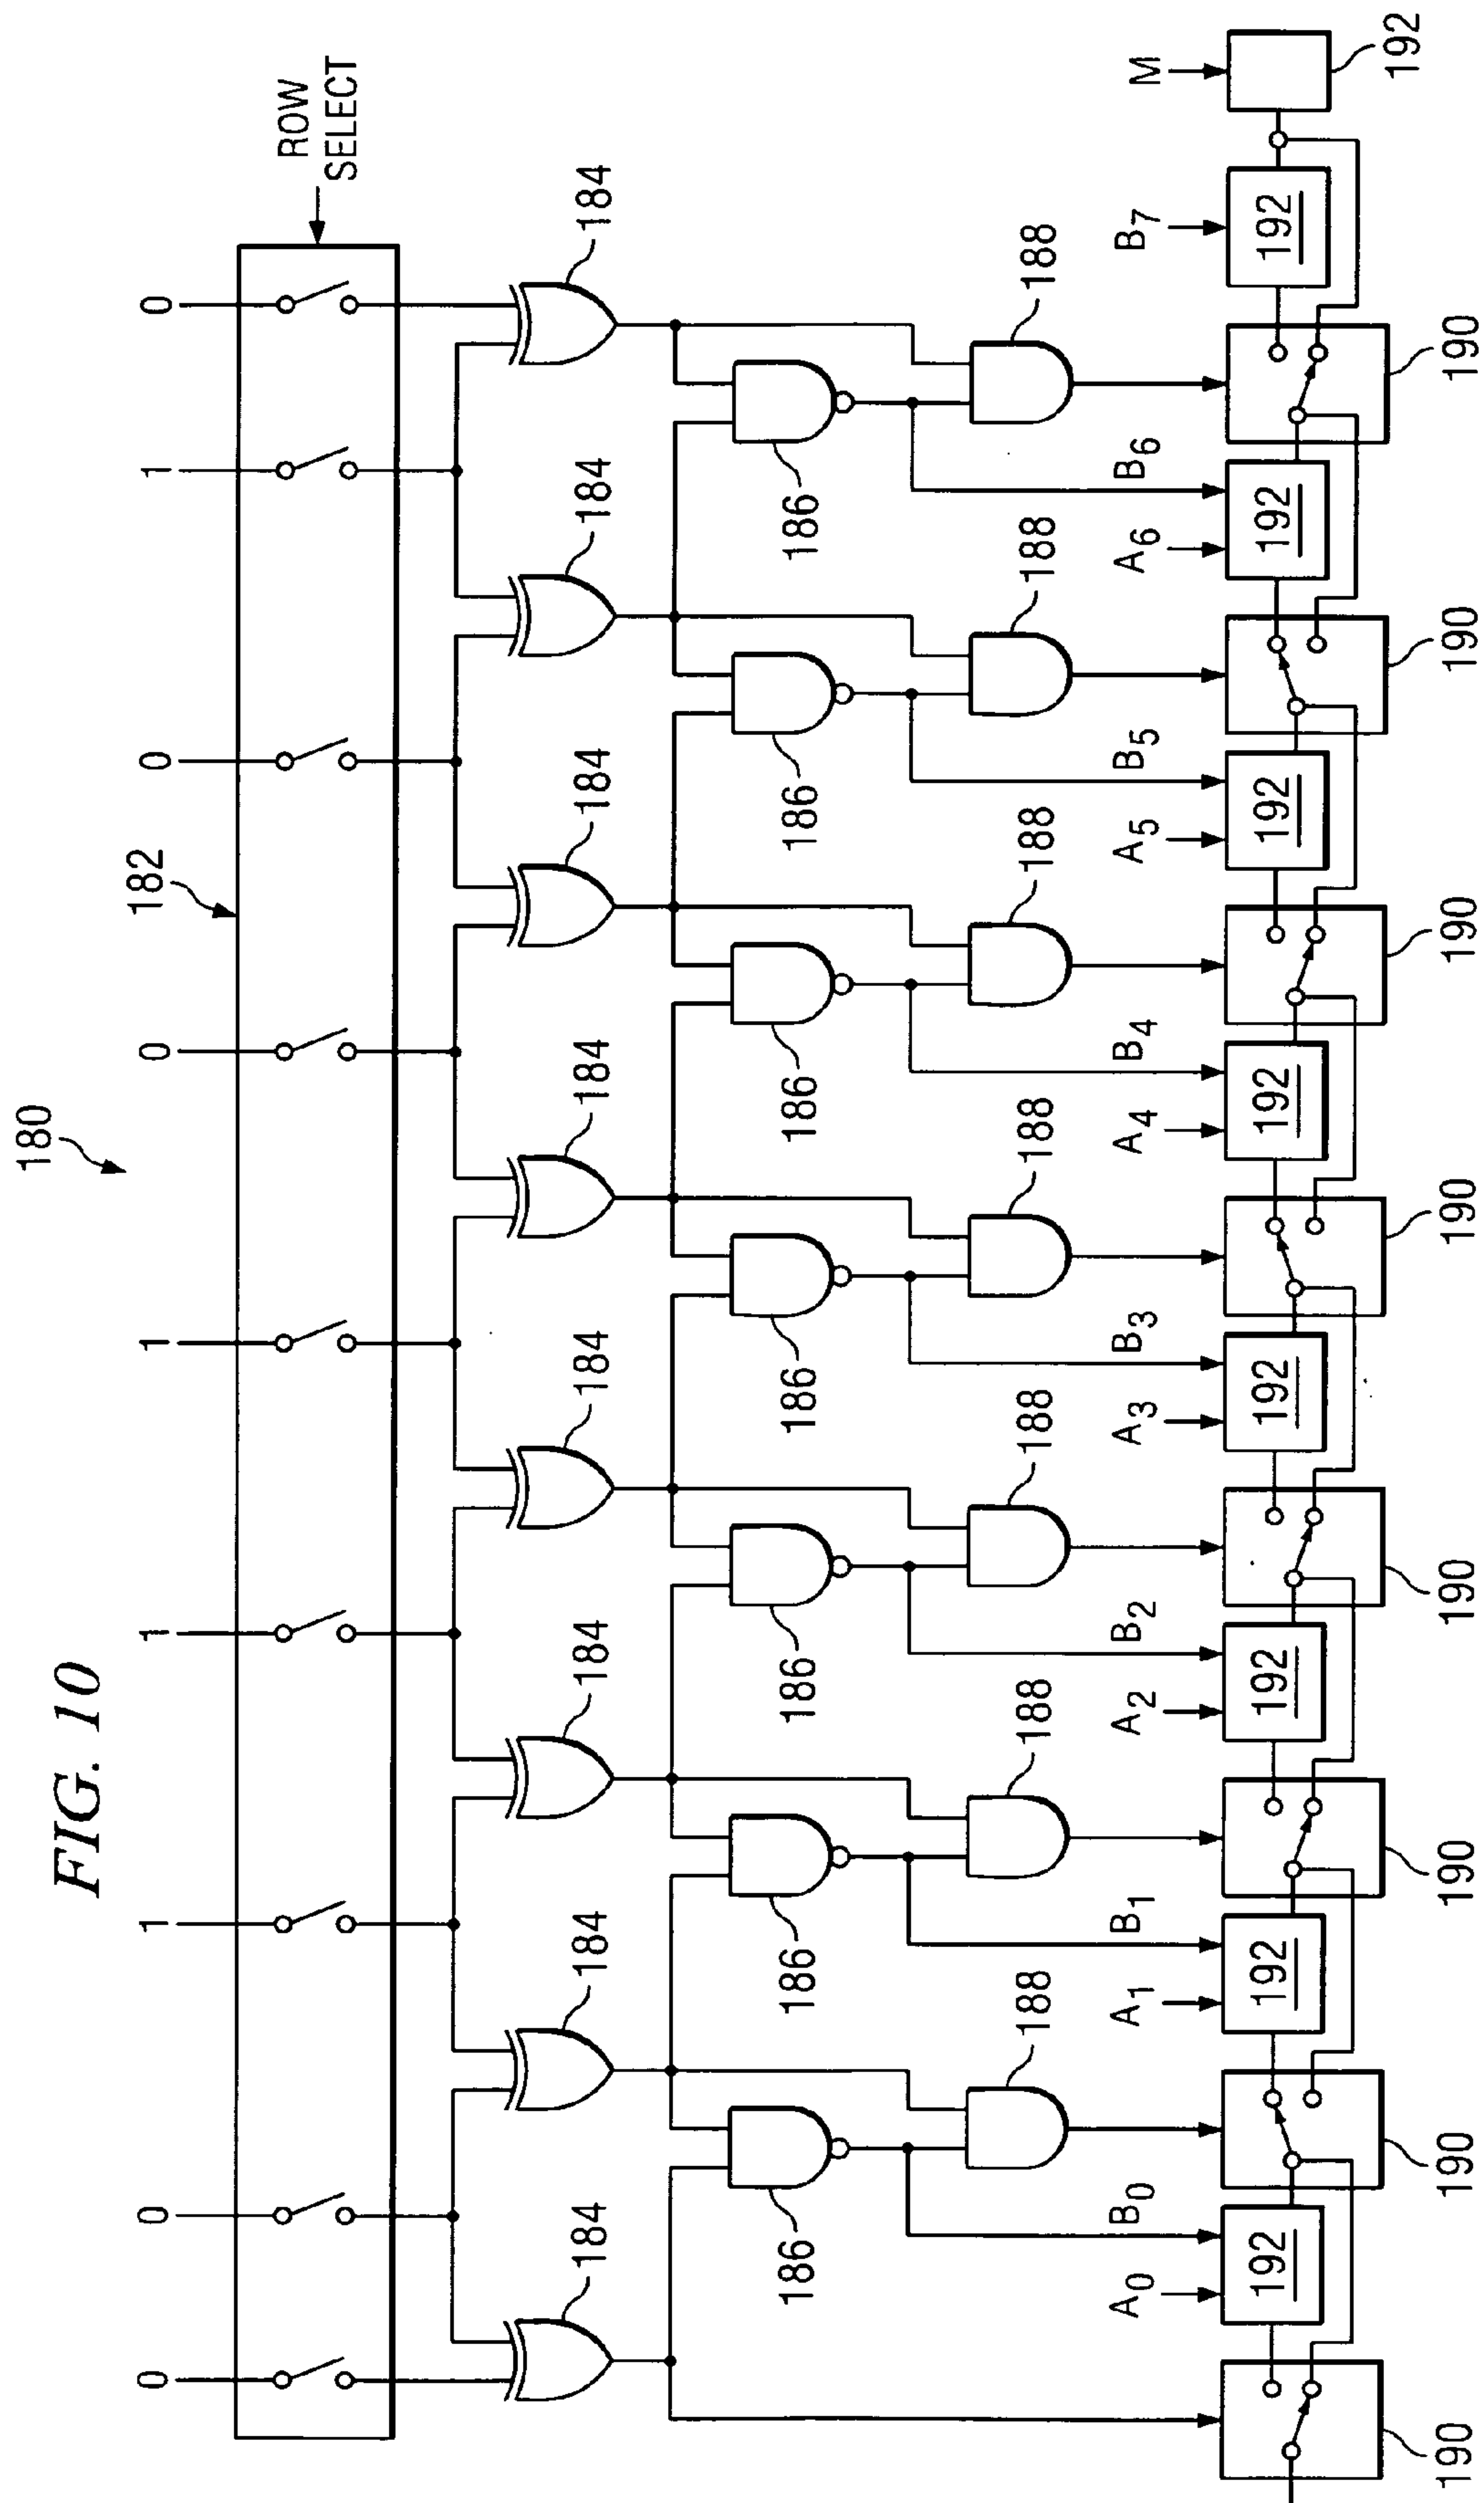 180
FIG. 10
182
0 0 1 1 1 0 0 1 0
ROW
SELECT
184 184 184 184 184 184 184 184
186 186 186 186 186 186 186
188 188 188 188 188 188 188
A0 B0 A1 B1 A2 B2 A3 B3 A4 B4 A5 B5 A6 B6 B7 M
192 192 192 192 192 192 192 192
192
190 190 190 190 190 190 190 190